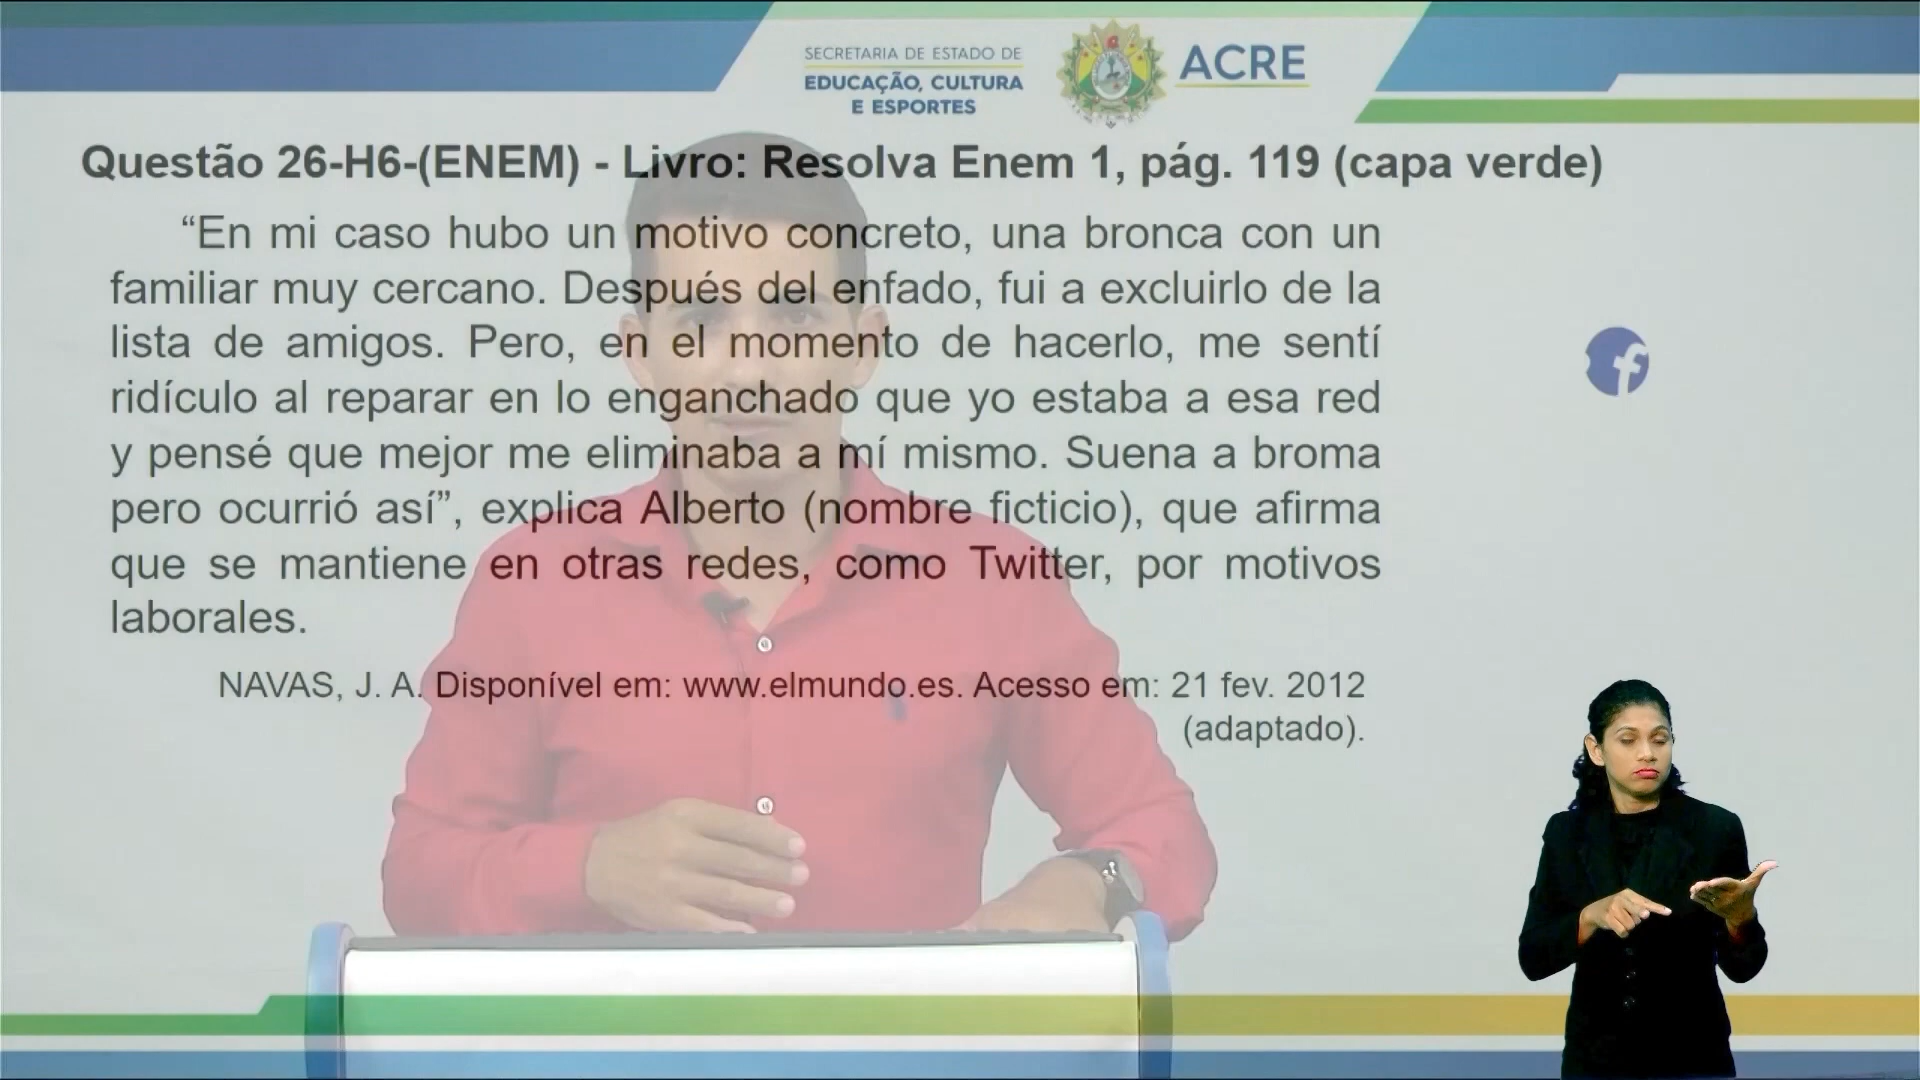 SECRETARIA DE ESTADO DE
EDUCAÇÃO, CULTURA
E ESPORTES
ACRE
Questão 26-H6-(ENEM) - Livro: Resolva Enem 1, pág. 119 (capa verde)
“En mi caso hubo un motivo concreto, una bronca con un
familiar muy cercano. Después del enfado, fui a excluirlo de la
lista de amigos. Pero, en el momento de hacerlo, me sentí
ridículo al reparar en lo enganchado que yo estaba a esa red
y pensé que mejor me eliminaba a mí mismo. Suena a broma
pero ocurrió así”, explica Alberto (nombre ficticio), que afirma
que se mantiene en otras redes, como Twitter, por motivos
laborales.
NAVAS, J. A. Disponível em: www.elmundo.es. Acesso em: 21 fev. 2012
(adaptado).